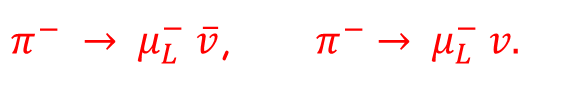 π⁻ → μ_L⁻ v̄, π⁻ → μ_L⁻ v.